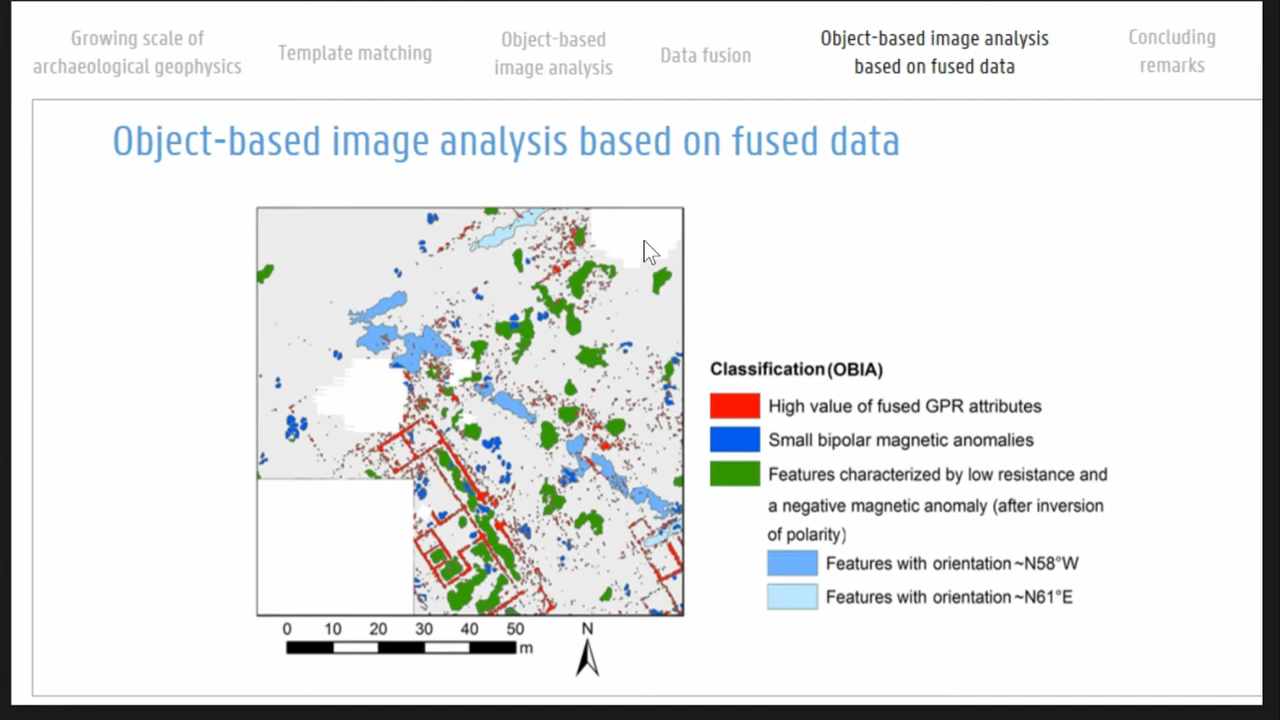 Growing scale of
archaeological geophysics
Template matching
Object-based
image analysis
Data fusion
Object-based image analysis
based on fused data
Concluding
remarks
Object-based image analysis based on fused data
Classification (OBIA)
High value of fused GPR attributes
Small bipolar magnetic anomalies
Features characterized by low resistance and
a negative magnetic anomaly (after inversion
of polarity)
Features with orientation ~N58°W
Features with orientation ~N61°E
0 10 20 30 40 50
m
N